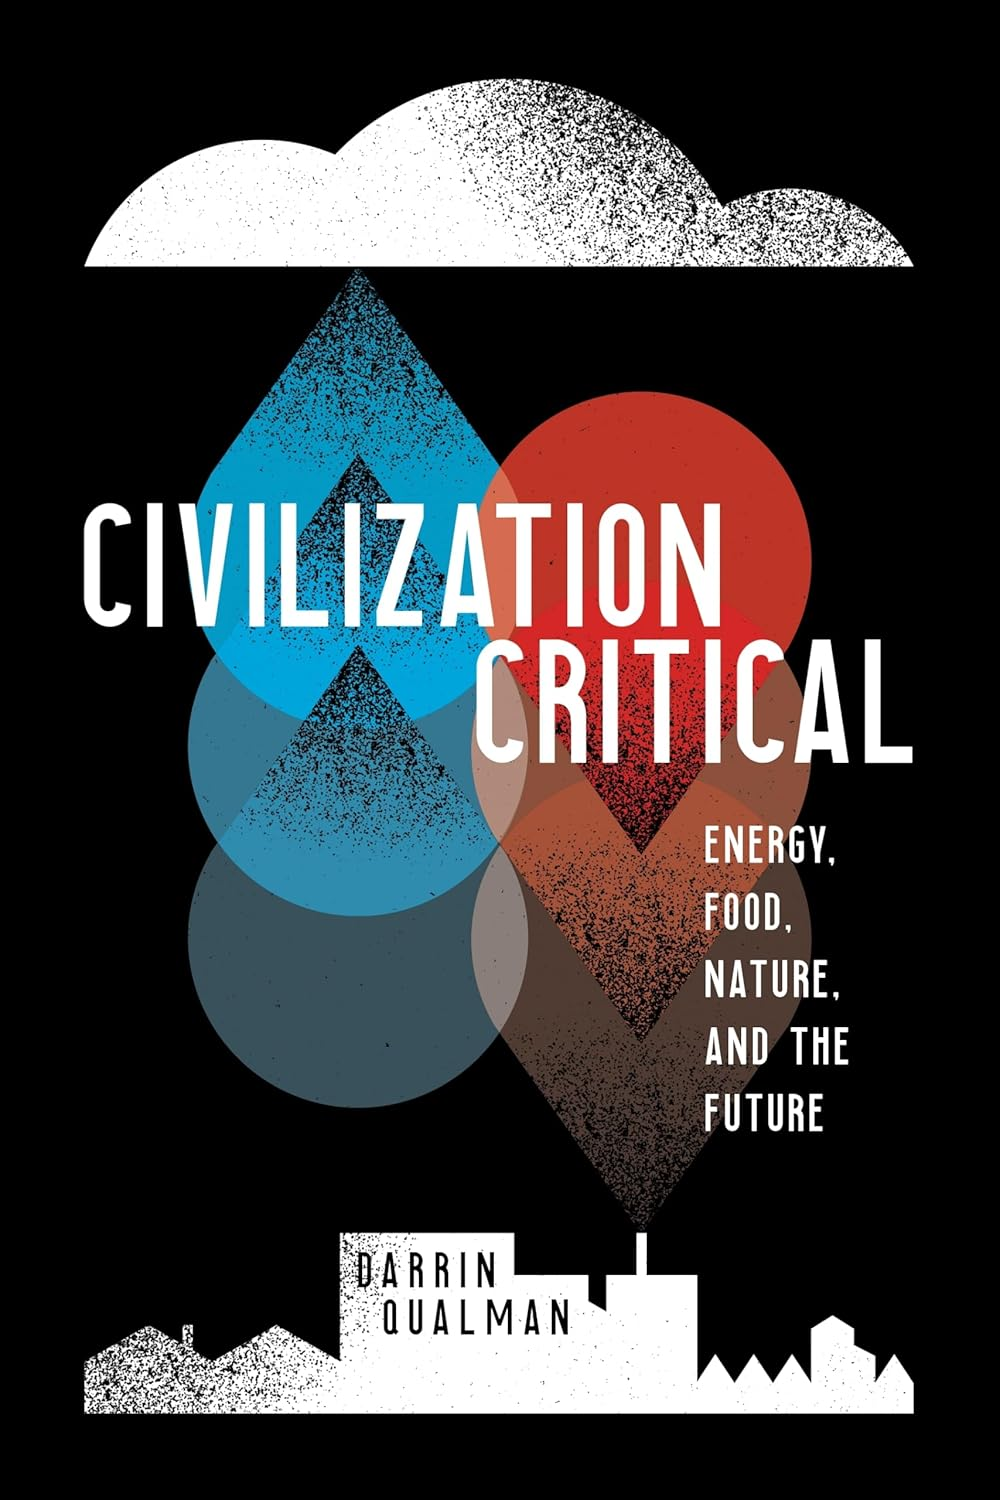 CIVILIZATION
CRITICAL
ENERGY,
FOOD,
NATURE,
AND THE
FUTURE
DARRIN
QUALMAN